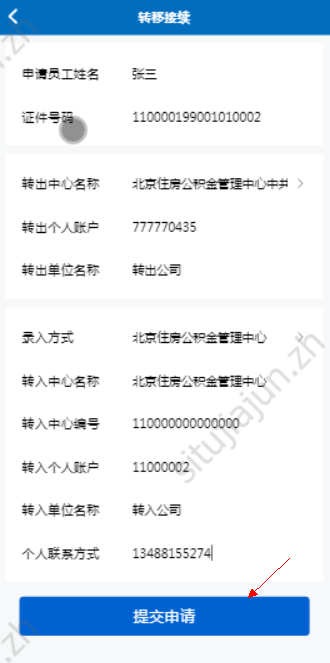 转移接续
申请员工姓名 张三
证件号码 110000199001010002
转出中心名称 北京住房公积金管理中心中共
转出个人账户 777770435
转出单位名称 转出公司
录入方式 北京住房公积金管理中心
转入中心名称 北京住房公积金管理中心
转入中心编号 110000000000000
转入个人账户 11000002
转入单位名称 转入公司
个人联系方式 13488155274
提交申请
situjiajun.zh